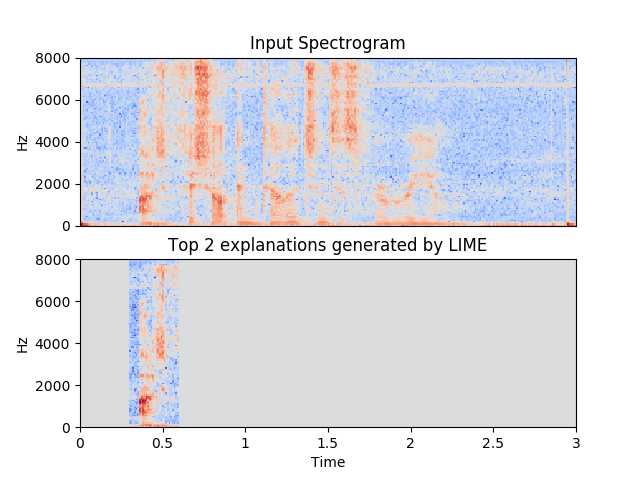 Input Spectrogram
8000
6000
4000
2000
0
Hz
Top 2 explanations generated by LIME
8000
6000
4000
2000
0
Hz
0 0.5 1 1.5 2 2.5 3
Time